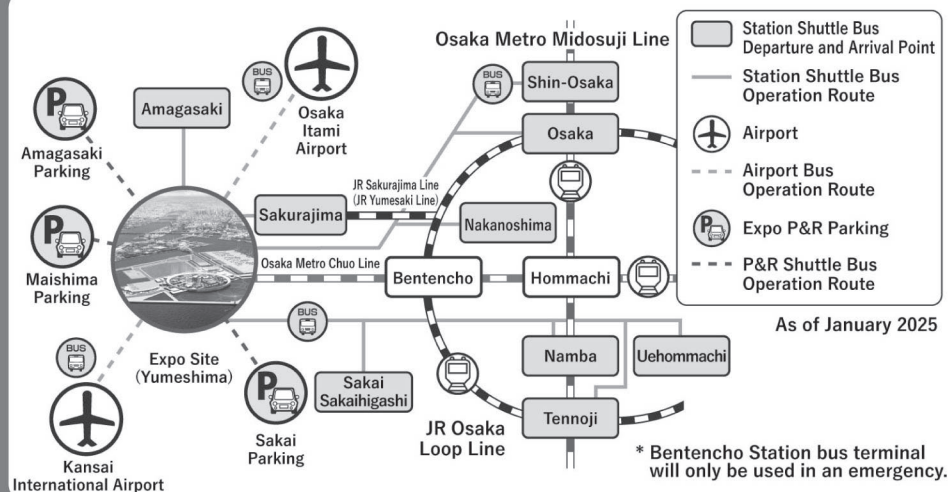 Osaka Metro Midosuji Line
BUS
Shin-Osaka
Osaka
BUS
Osaka
Itami
Airport
Amagasaki
P
Amagasaki
Parking
JR Sakurajima Line
(JR Yumesaki Line)
Sakurajima
Nakanoshima
P
Maishima
Parking
Osaka Metro Chuo Line
Bentencho
Hommachi
BUS
Expo Site
(Yumeshima)
BUS
Kansai
International Airport
P
Sakai
Parking
Sakai
Sakaihigashi
Namba
Uehommachi
Tennoji
JR Osaka
Loop Line
Station Shuttle Bus
Departure and Arrival Point
Station Shuttle Bus
Operation Route
Airport
Airport Bus
Operation Route
P
Expo P&R Parking
P&R Shuttle Bus
Operation Route
As of January 2025
* Bentencho Station bus terminal
will only be used in an emergency.